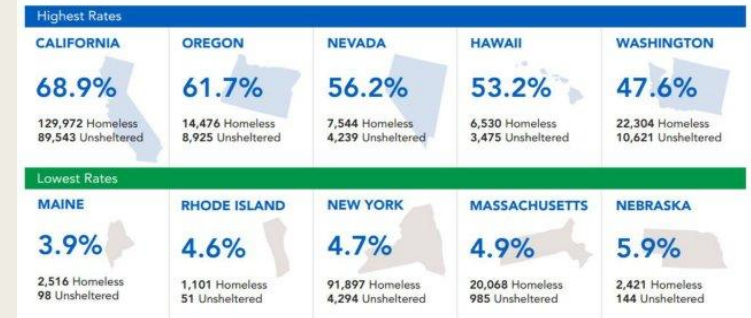 Highest Rates
CALIFORNIA
68.9%
129,972 Homeless
89,543 Unsheltered
OREGON
61.7%
14,476 Homeless
8,925 Unsheltered
NEVADA
56.2%
7,544 Homeless
4,239 Unsheltered
HAWAII
53.2%
6,530 Homeless
3,475 Unsheltered
WASHINGTON
47.6%
22,304 Homeless
10,621 Unsheltered
Lowest Rates
MAINE
3.9%
2,516 Homeless
98 Unsheltered
RHODE ISLAND
4.6%
1,101 Homeless
51 Unsheltered
NEW YORK
4.7%
91,897 Homeless
4,294 Unsheltered
MASSACHUSETTS
4.9%
20,068 Homeless
985 Unsheltered
NEBRASKA
5.9%
2,421 Homeless
144 Unsheltered